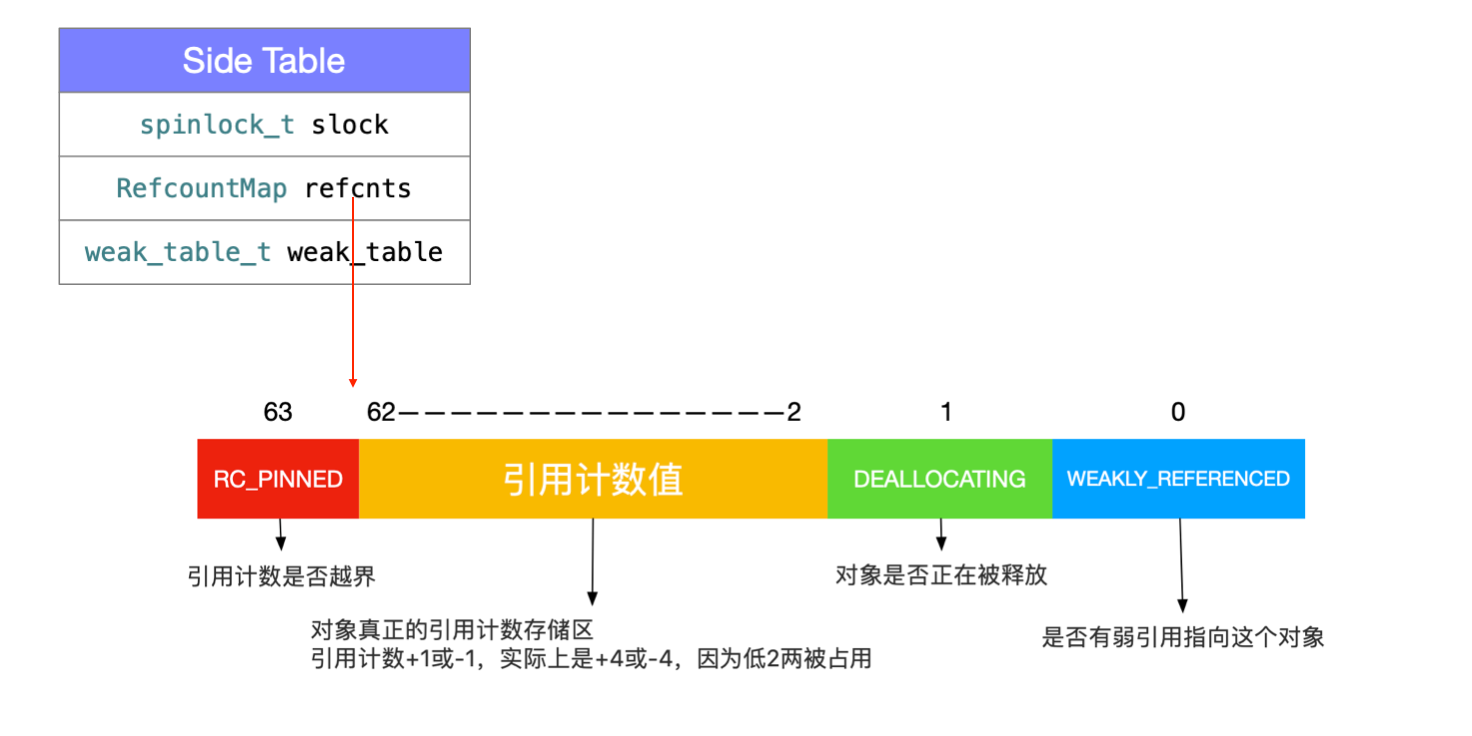 Side Table
spinlock_t slock
RefcountMap refcnts
weak_table_t weak_table
63 62————————————————2 1 0
RC_PINNED 引用计数值 DEALLOCATING WEAKLY_REFERENCED
引用计数是否越界
对象真正的引用计数存储区
引用计数+1或-1，实际上是+4或-4，因为低2两被占用
对象是否正在被释放
是否有弱引用指向这个对象